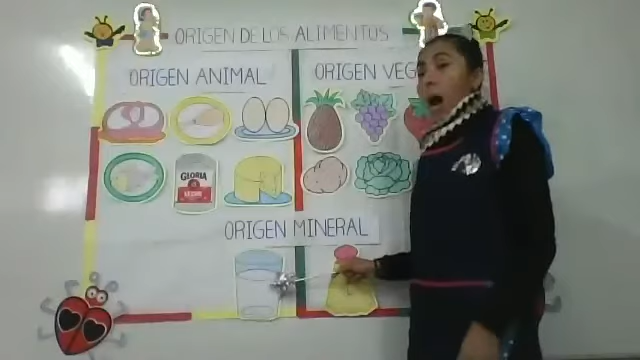 ORIGEN DE LOS ALIMENTOS
ORIGEN ANIMAL
ORIGEN VEG
GLORIA
ORIGEN MINERAL